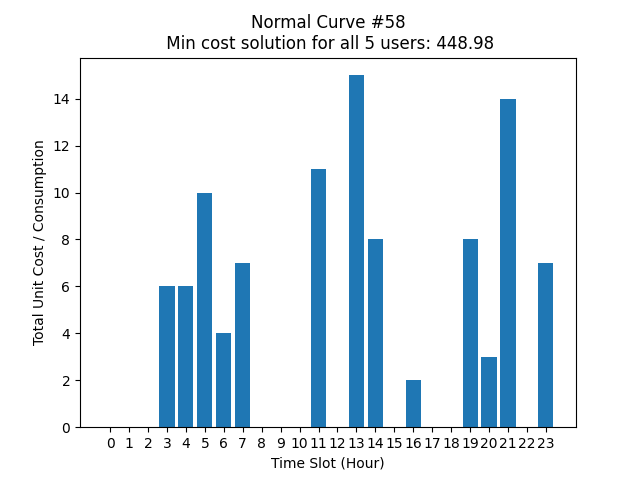 Normal Curve #58
Min cost solution for all 5 users: 448.98
Total Unit Cost / Consumption
14
12
10
8
6
4
2
0
0 1 2 3 4 5 6 7 8 9 10 11 12 13 14 15 16 17 18 19 20 21 22 23
Time Slot (Hour)